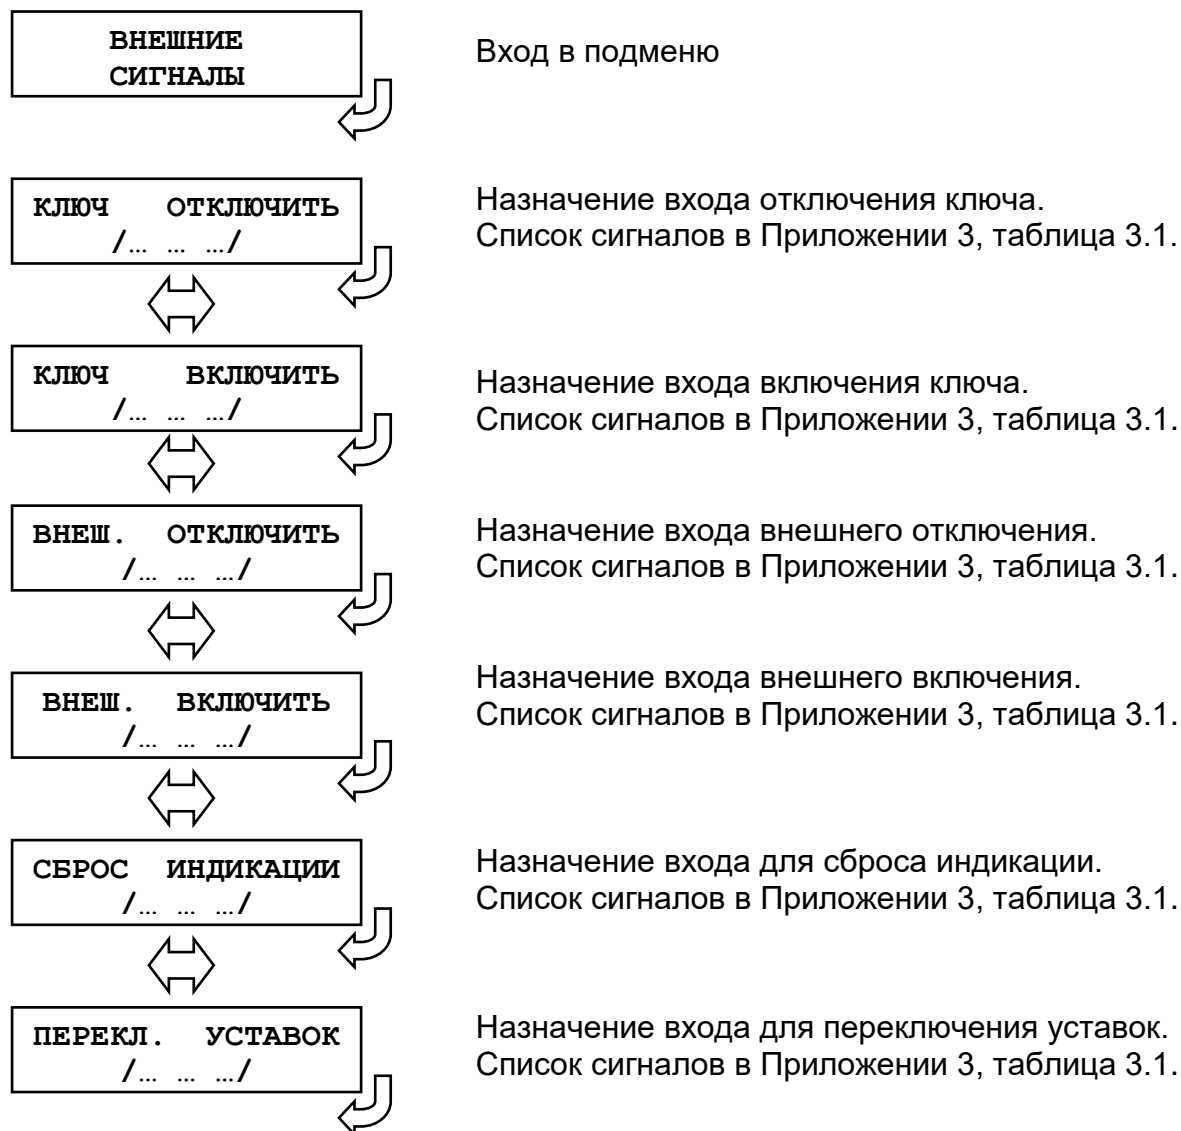 ВНЕШНИЕ
СИГНАЛЫ
Вход в подменю
КЛЮЧ ОТКЛЮЧИТЬ
/… … …/
Назначение входа отключения ключа.
Список сигналов в Приложении 3, таблица 3.1.
КЛЮЧ ВКЛЮЧИТЬ
/… … …/
Назначение входа включения ключа.
Список сигналов в Приложении 3, таблица 3.1.
ВНЕШ. ОТКЛЮЧИТЬ
/… … …/
Назначение входа внешнего отключения.
Список сигналов в Приложении 3, таблица 3.1.
ВНЕШ. ВКЛЮЧИТЬ
/… … …/
Назначение входа внешнего включения.
Список сигналов в Приложении 3, таблица 3.1.
СБРОС ИНДИКАЦИИ
/… … …/
Назначение входа для сброса индикации.
Список сигналов в Приложении 3, таблица 3.1.
ПЕРЕКЛ. УСТАВОК
/… … …/
Назначение входа для переключения уставок.
Список сигналов в Приложении 3, таблица 3.1.